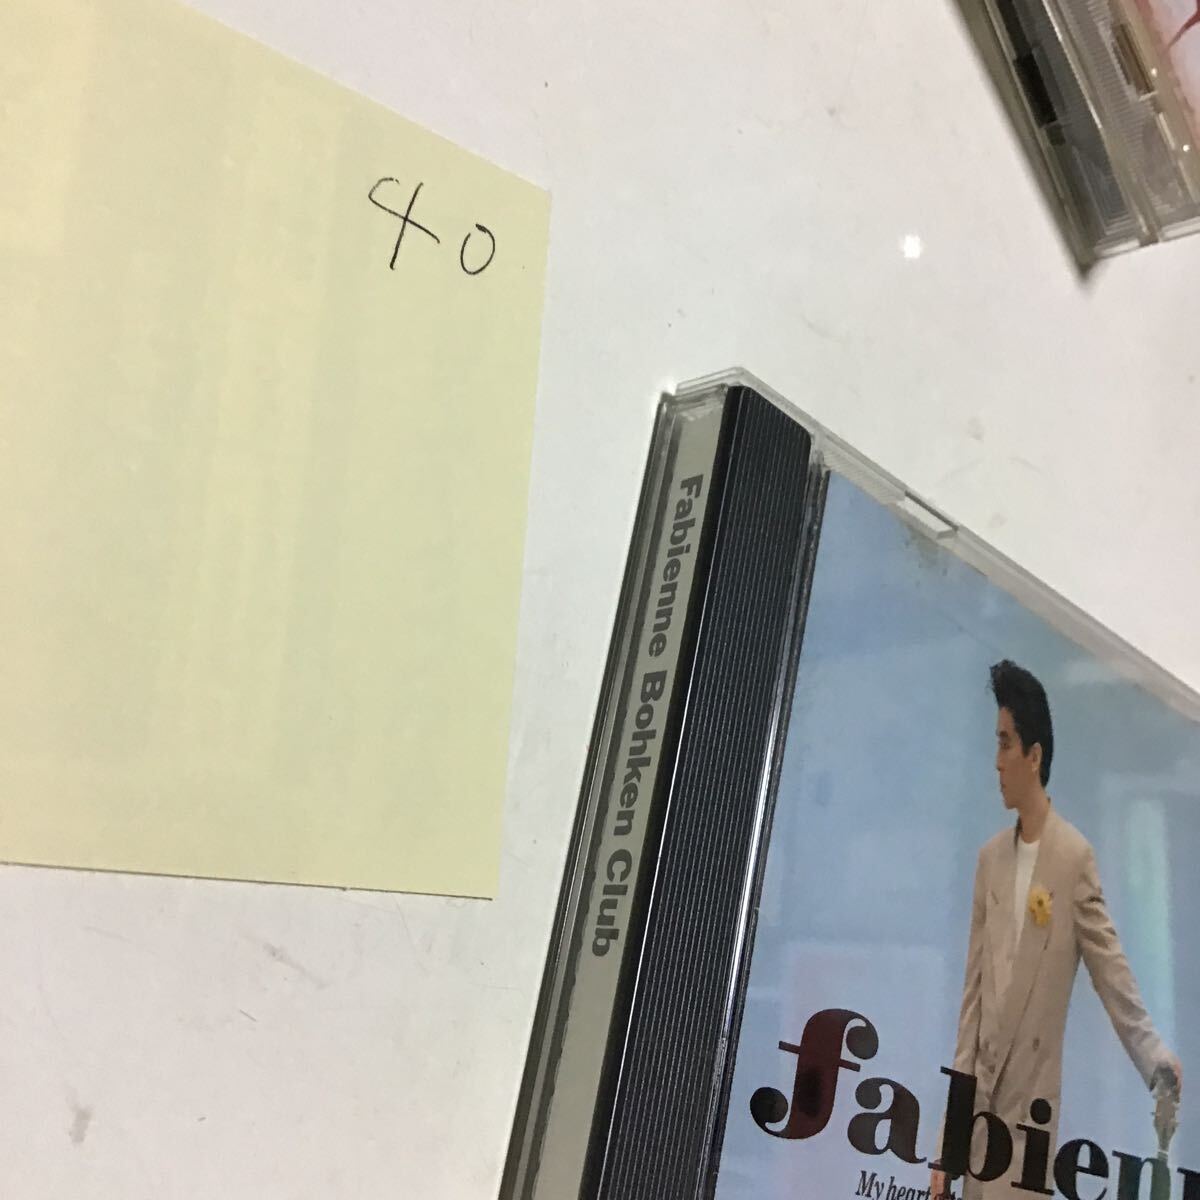 40
Fabienne Bohken Club
fabienn
My heart